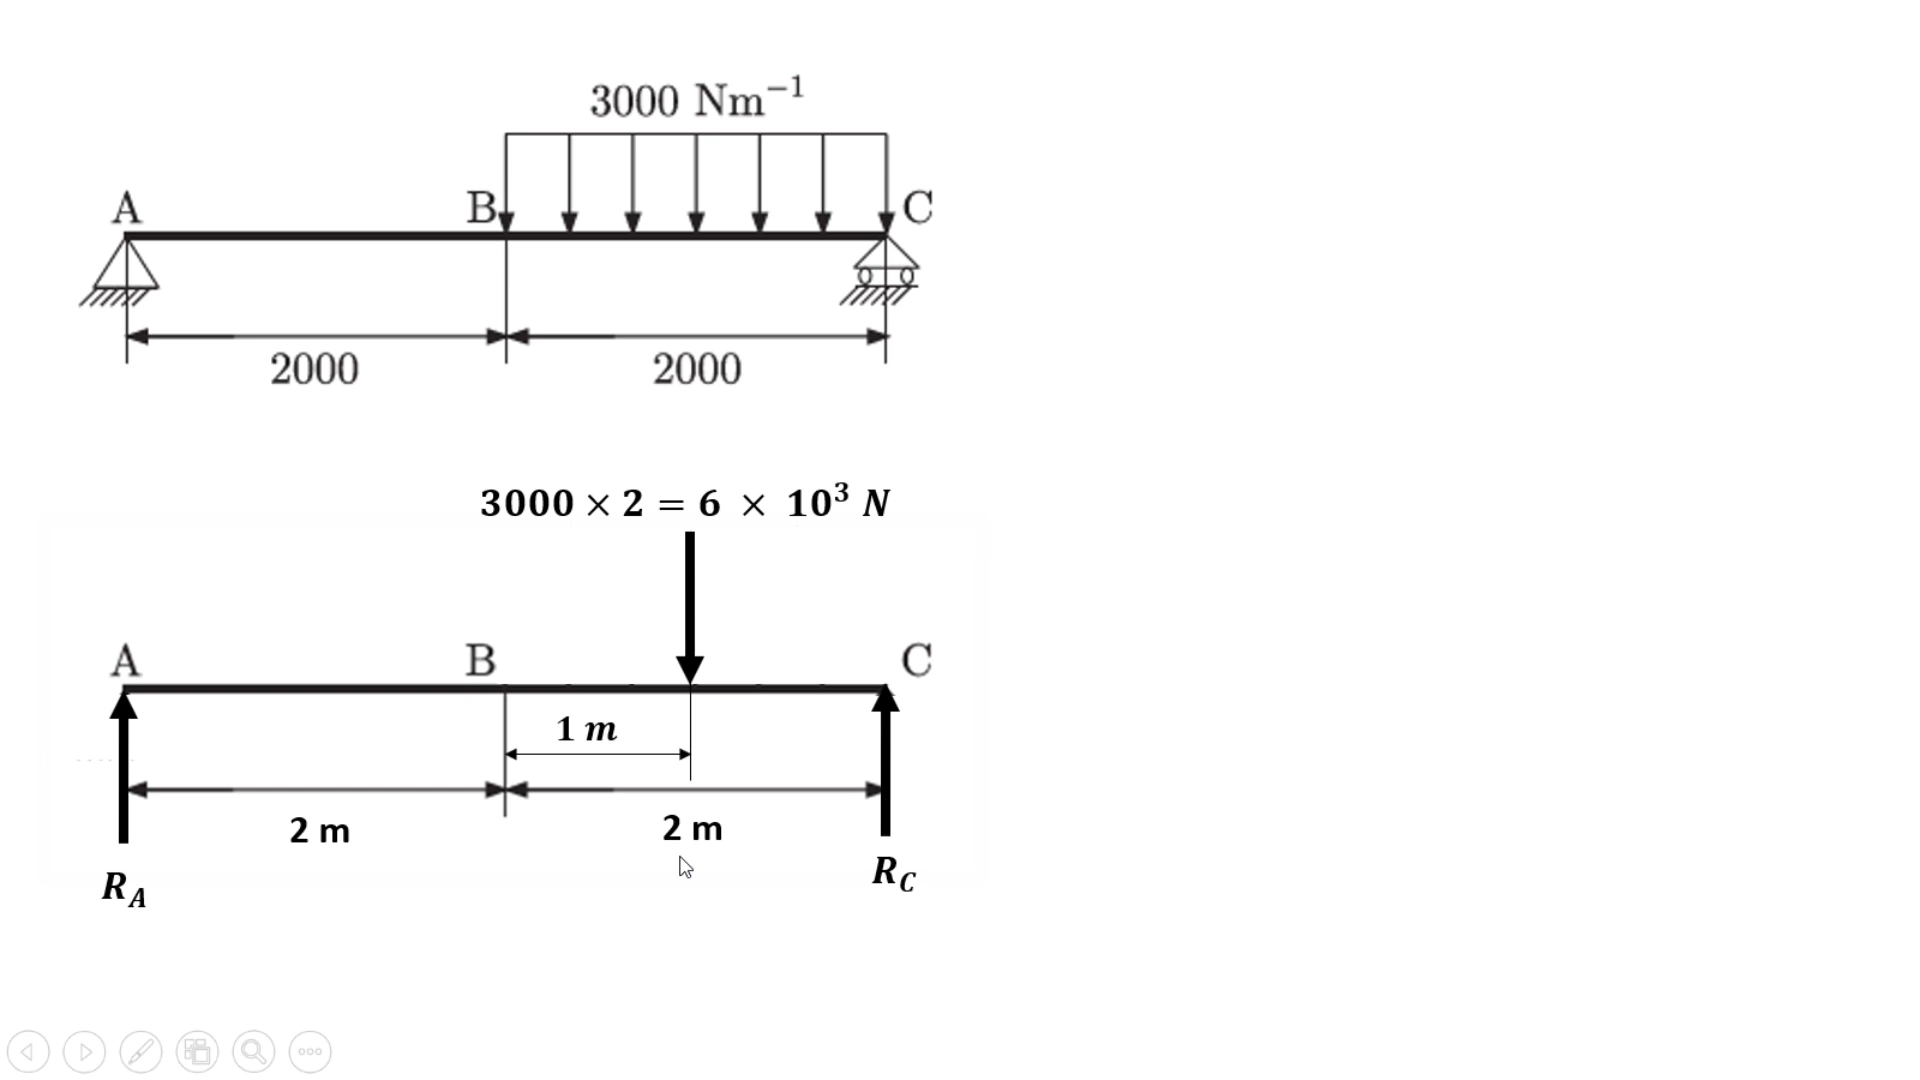 3000 Nm⁻¹
A B C
2000 2000
3000 × 2 = 6 × 10³ N
A B C
1 m
2 m 2 m
R_A R_C